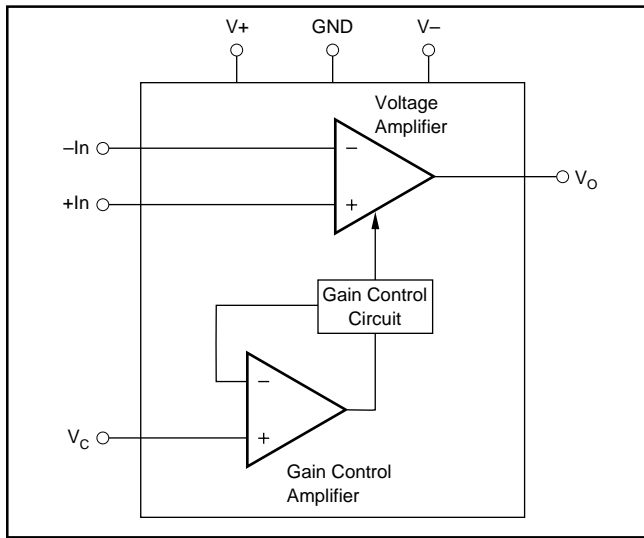 V+
GND
V–
Voltage
Amplifier
–In
–
+In
+
V_O
Gain Control
Circuit
–
V_C
+
Gain Control
Amplifier